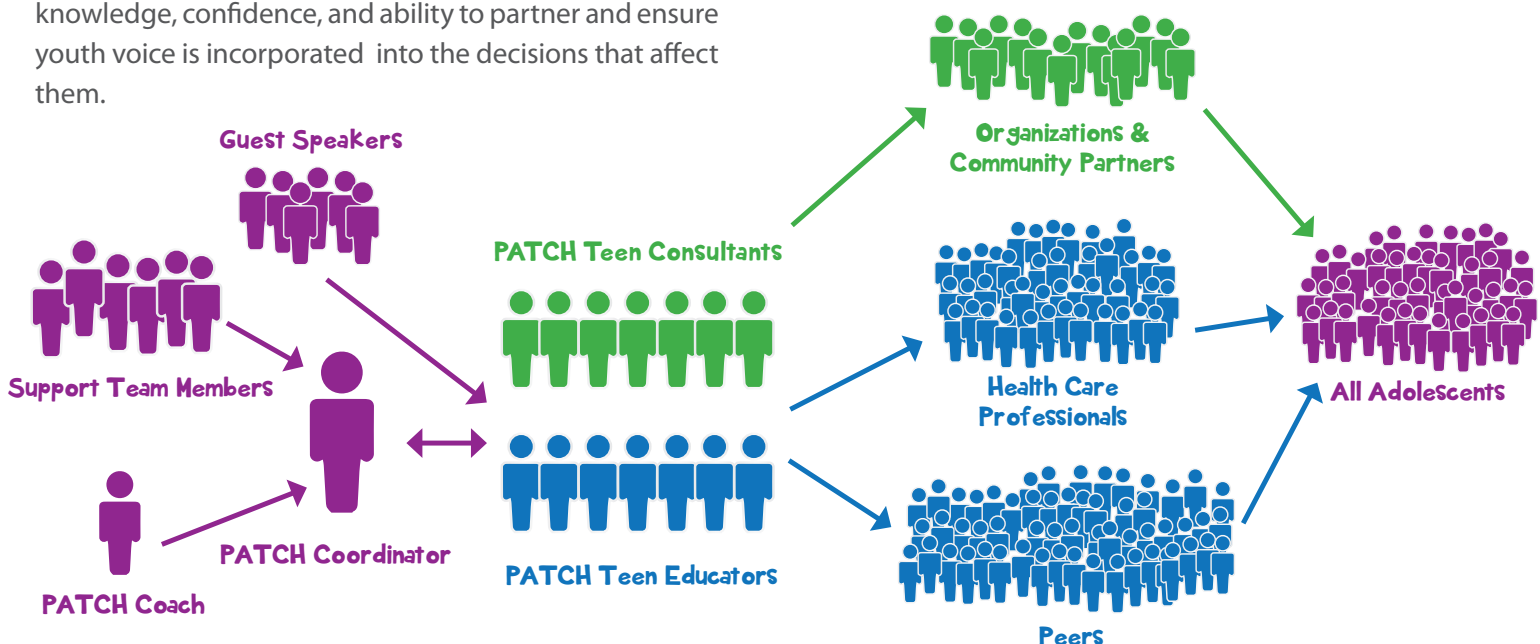 knowledge, confidence, and ability to partner and ensure
youth voice is incorporated into the decisions that affect
them.
Guest Speakers
Support Team Members
PATCH Coach
PATCH Coordinator
PATCH Teen Consultants
PATCH Teen Educators
Organizations &
Community Partners
Health Care
Professionals
Peers
All Adolescents